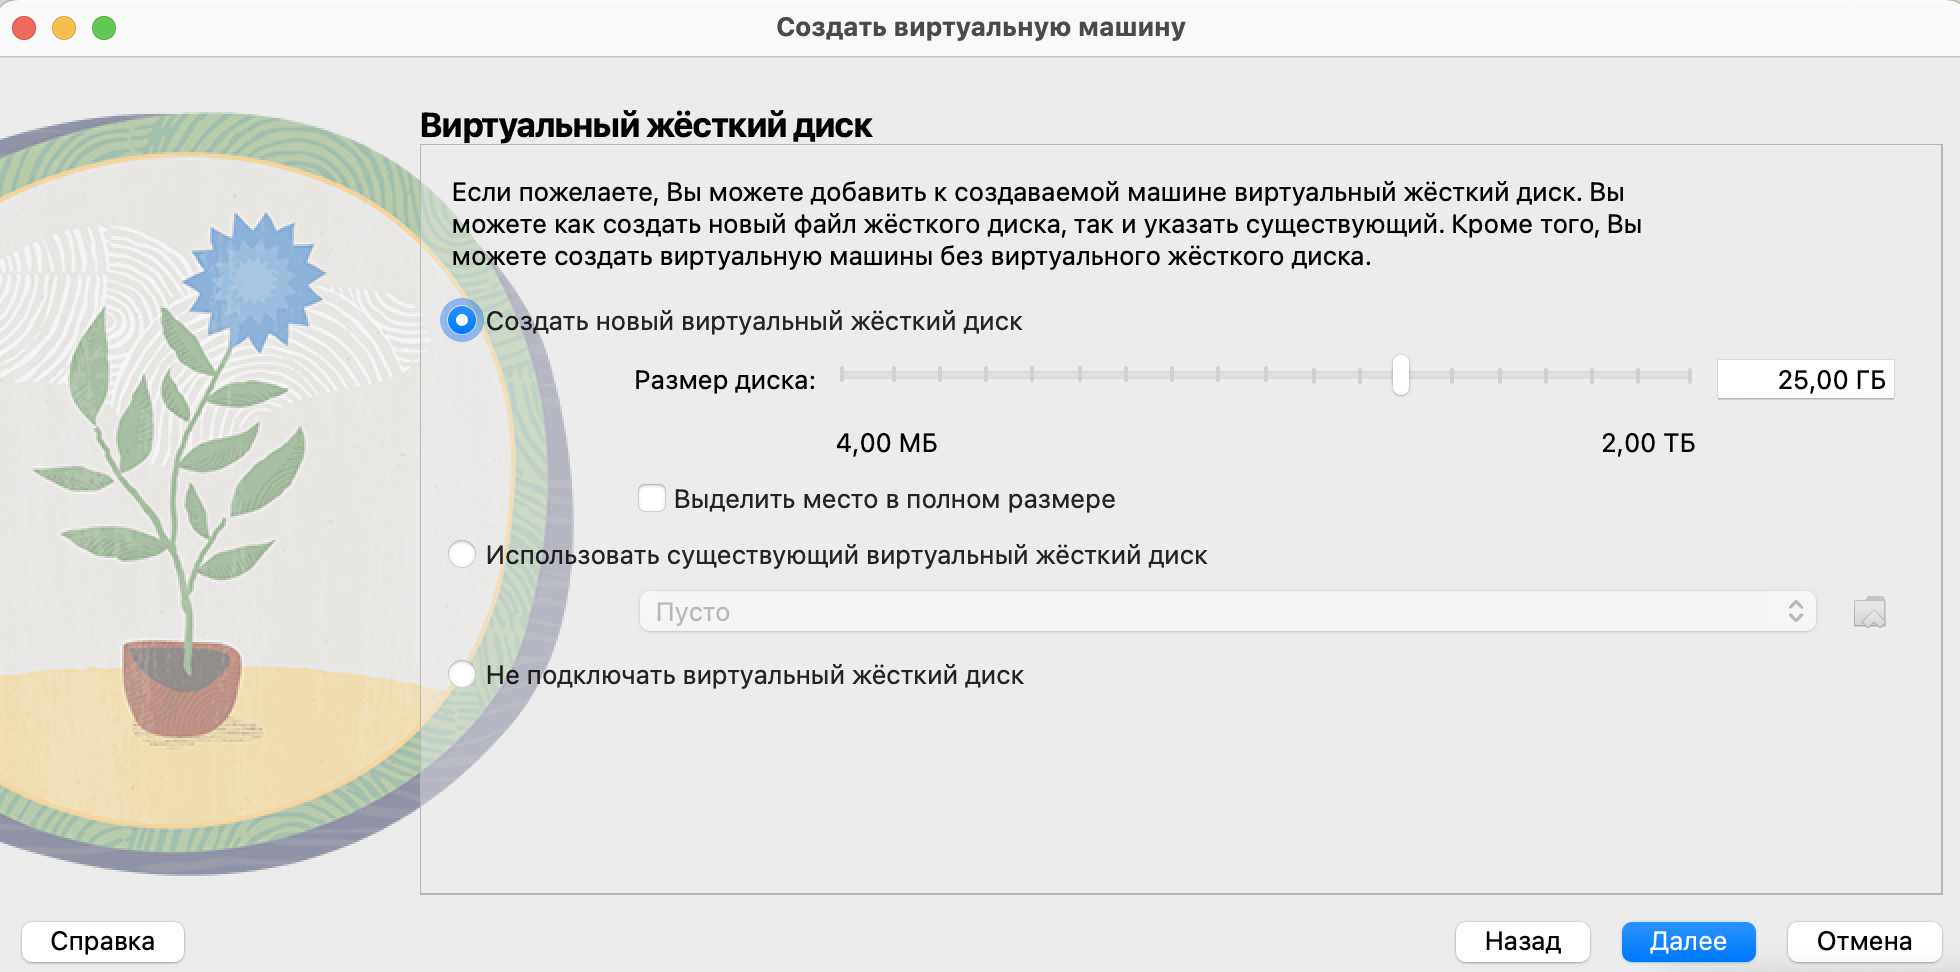 Создать виртуальную машину
Виртуальный жёсткий диск
Если пожелаете, Вы можете добавить к создаваемой машине виртуальный жёсткий диск. Вы
можете как создать новый файл жёсткого диска, так и указать существующий. Кроме того, Вы
можете создать виртуальную машины без виртуального жёсткого диска.
Создать новый виртуальный жёсткий диск
Размер диска:
25,00 ГБ
4,00 МБ
2,00 ТБ
Выделить место в полном размере
Использовать существующий виртуальный жёсткий диск
Пусто
Не подключать виртуальный жёсткий диск
Справка
Назад
Далее
Отмена